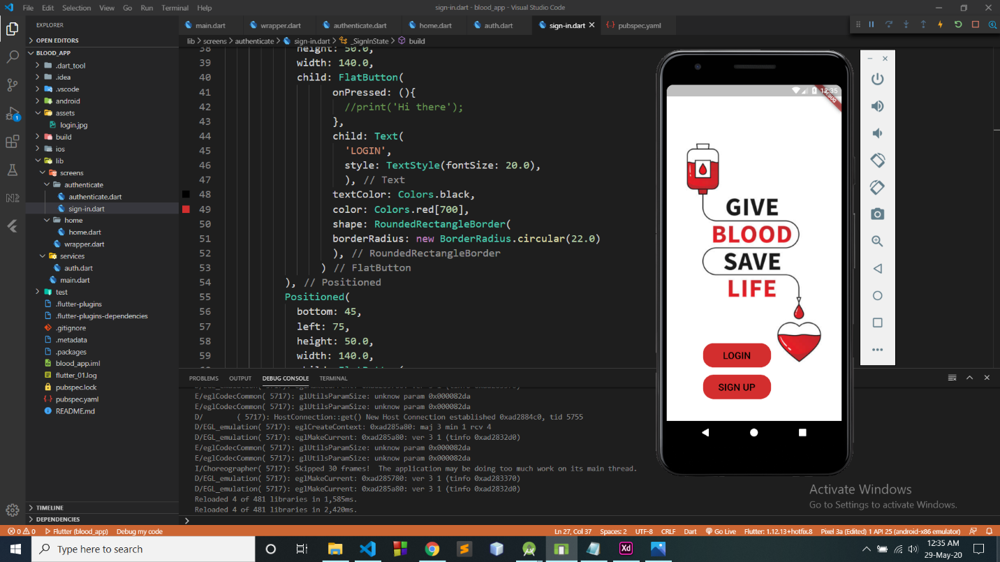 File Edit Selection View Go Run Terminal Help
sign-in.dart - blood_app - Visual Studio Code
EXPLORER
OPEN EDITORS
BLOOD_APP
.dart_tool
.idea
.vscode
android
assets
login.jpg
build
ios
lib
screens
authenticate
authenticate.dart
sign-in.dart
home
home.dart
wrapper.dart
services
auth.dart
main.dart
test
.flutter-plugins
.flutter-plugins-dependencies
.gitignore
.metadata
.packages
blood_app.iml
flutter_01.log
pubspec.lock
pubspec.yaml
README.md
TIMELINE
DEPENDENCIES
main.dart wrapper.dart authenticate.dart home.dart auth.dart sign-in.dart pubspec.yaml
lib > screens > authenticate > sign-in.dart > _SignInState > build
38 height: 50.0,
39 width: 140.0,
40 child: FlatButton(
41 onPressed: (){
42 //print('Hi there');
43 },
44 child: Text(
45 'LOGIN',
46 style: TextStyle(fontSize: 20.0),
47 ), // Text
48 textColor: Colors.black,
49 color: Colors.red[700],
50 shape: RoundedRectangleBorder(
51 borderRadius: new BorderRadius.circular(22.0)
52 ), // RoundedRectangleBorder
53 ) // FlatButton
54 ), // Positioned
55 Positioned(
56 bottom: 45,
57 left: 75,
58 height: 50.0,
59 width: 140.0,
PROBLEMS OUTPUT DEBUG CONSOLE TERMINAL
E/eglCodecCommon( 5717): glUtilsParamSize: unknow param 0x000082da
E/eglCodecCommon( 5717): glUtilsParamSize: unknow param 0x000082da
D/ ( 5717): HostConnection::get() New Host Connection established 0xad2884c0, tid 5755
D/EGL_emulation( 5717): eglCreateContext: 0xad285a80: maj 3 min 1 rcv 4
D/EGL_emulation( 5717): eglMakeCurrent: 0xad285a80: ver 3 1 (tinfo 0xad2832d0)
E/eglCodecCommon( 5717): glUtilsParamSize: unknow param 0x000082da
E/eglCodecCommon( 5717): glUtilsParamSize: unknow param 0x000082da
I/Choreographer( 5717): Skipped 30 frames! The application may be doing too much work on its main thread.
D/EGL_emulation( 5717): eglMakeCurrent: 0xad285780: ver 3 1 (tinfo 0xad283370)
D/EGL_emulation( 5717): eglMakeCurrent: 0xad285a80: ver 3 1 (tinfo 0xad2832d0)
Reloaded 4 of 481 libraries in 1,585ms.
Reloaded 4 of 481 libraries in 2,420ms.
12:35
DEBUG
GIVE
BLOOD
SAVE
LIFE
LOGIN
SIGN UP
Activate Windows
Go to Settings to activate Windows.
0 0 Flutter (blood_app) Debug my code Ln 27, Col 37 Spaces: 2 UTF-8 CRLF Dart Go Live Flutter: 1.12.13+hotfix.8 Pixel 3a (Edited) 1 API 25 (android-x86 emulator)
Type here to search
Xd
12:35 AM
29-May-20